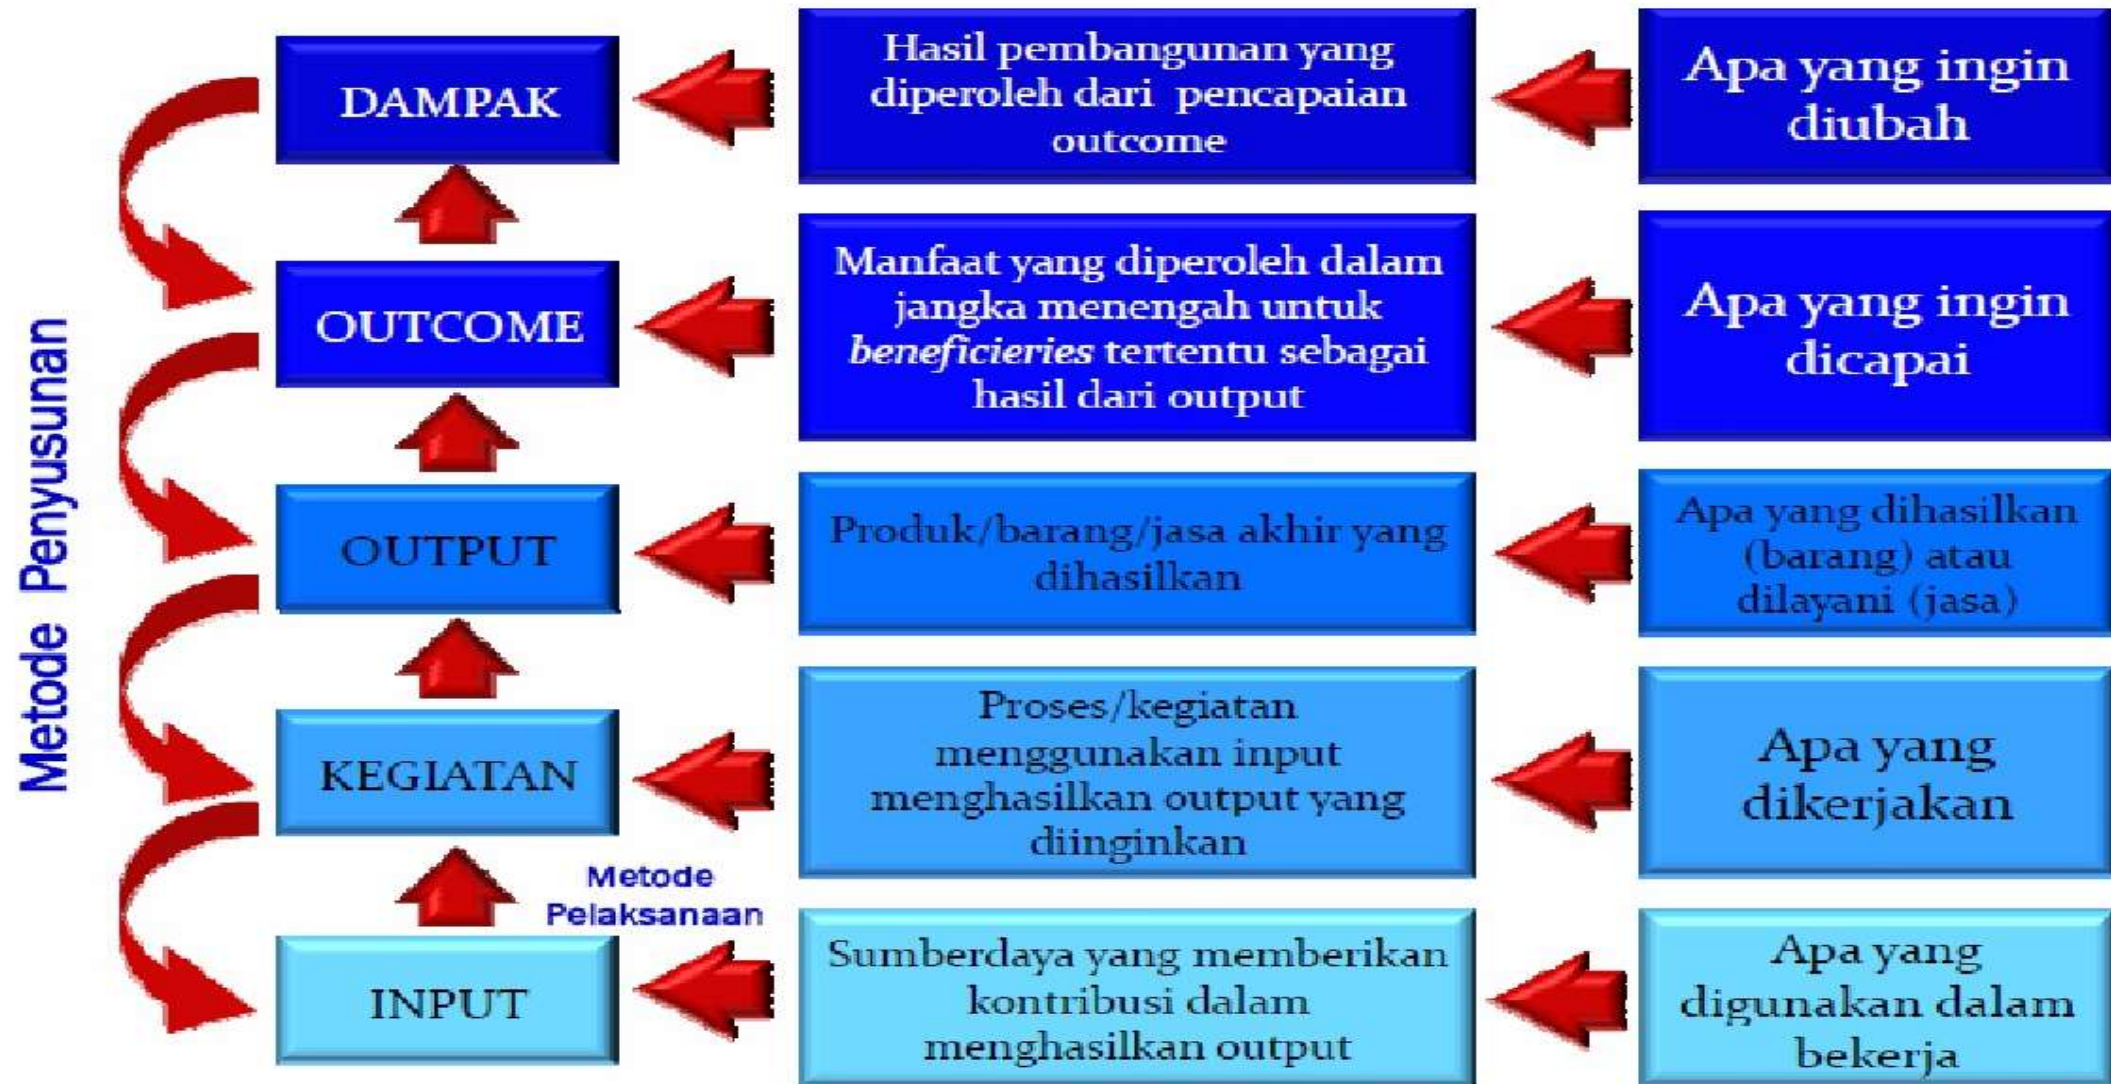 Metode Penyusunan
DAMPAK
Hasil pembangunan yang
diperoleh dari pencapaian
outcome
Apa yang ingin
diubah
OUTCOME
Manfaat yang diperoleh dalam
jangka menengah untuk
beneficieries tertentu sebagai
hasil dari output
Apa yang ingin
dicapai
OUTPUT
Produk/barang/jasa akhir yang
dihasilkan
Apa yang dihasilkan
(barang) atau
dilayani (jasa)
KEGIATAN
Proses/kegiatan
menggunakan input
menghasilkan output yang
diinginkan
Apa yang
dikerjakan
Metode
Pelaksanaan
INPUT
Sumberdaya yang memberikan
kontribusi dalam
menghasilkan output
Apa yang
digunakan dalam
bekerja